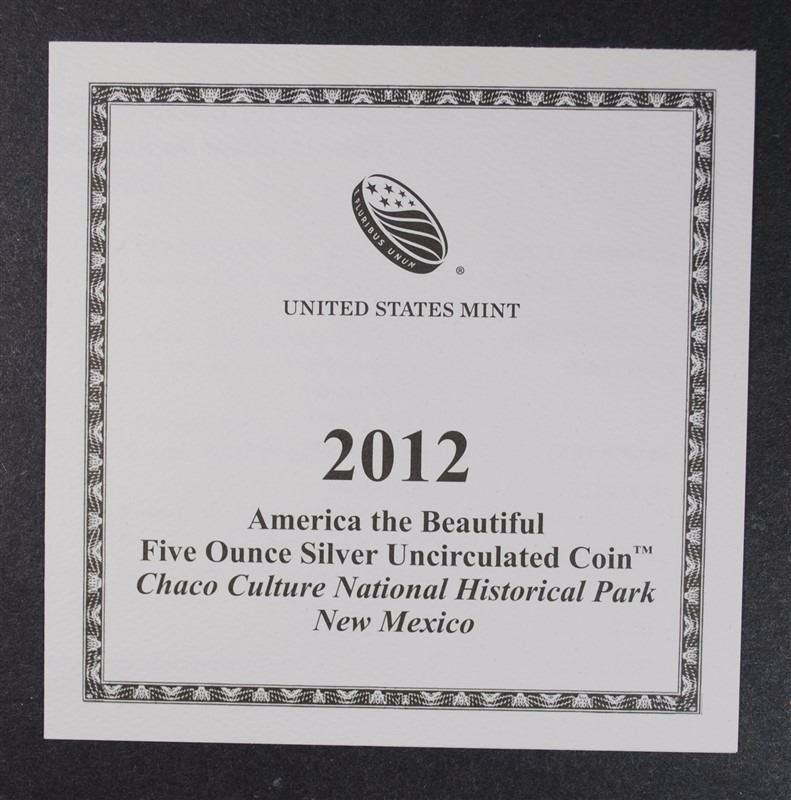 E PLURIBUS UNUM
®
UNITED STATES MINT
2012
America the Beautiful
Five Ounce Silver Uncirculated Coin™
Chaco Culture National Historical Park
New Mexico